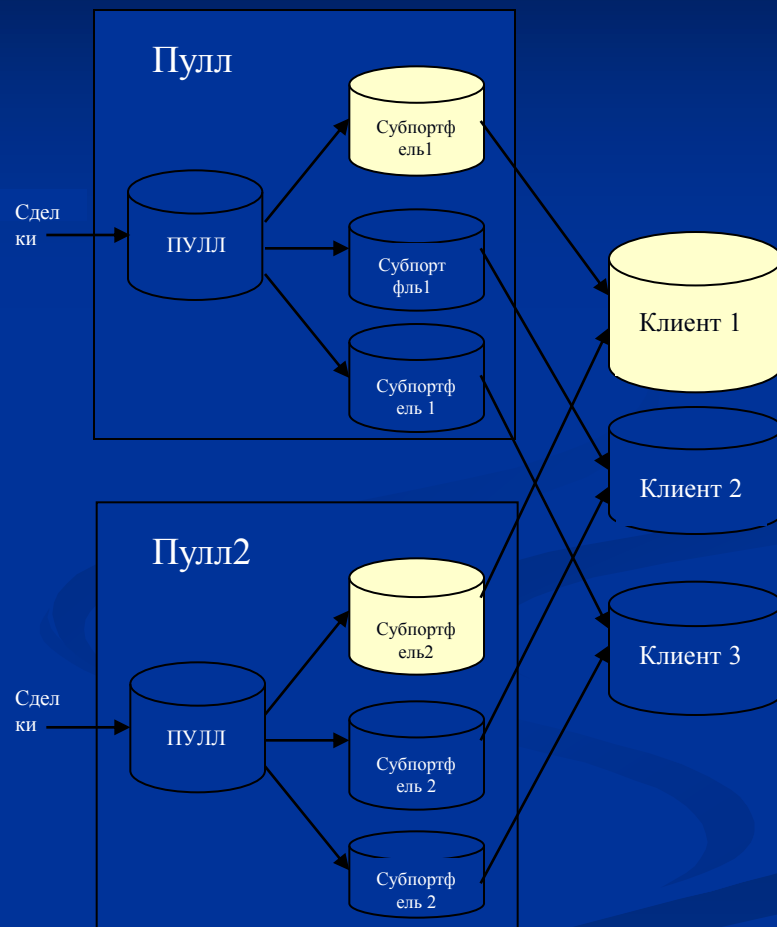 Пулл
Субпортф
ель1
Сдел
ки
ПУЛЛ
Субпорт
фль1
Субпортф
ель 1
Клиент 1
Клиент 2
Клиент 3
Пулл2
Субпортф
ель2
Сдел
ки
ПУЛЛ
Субпортф
ель 2
Субпортф
ель 2